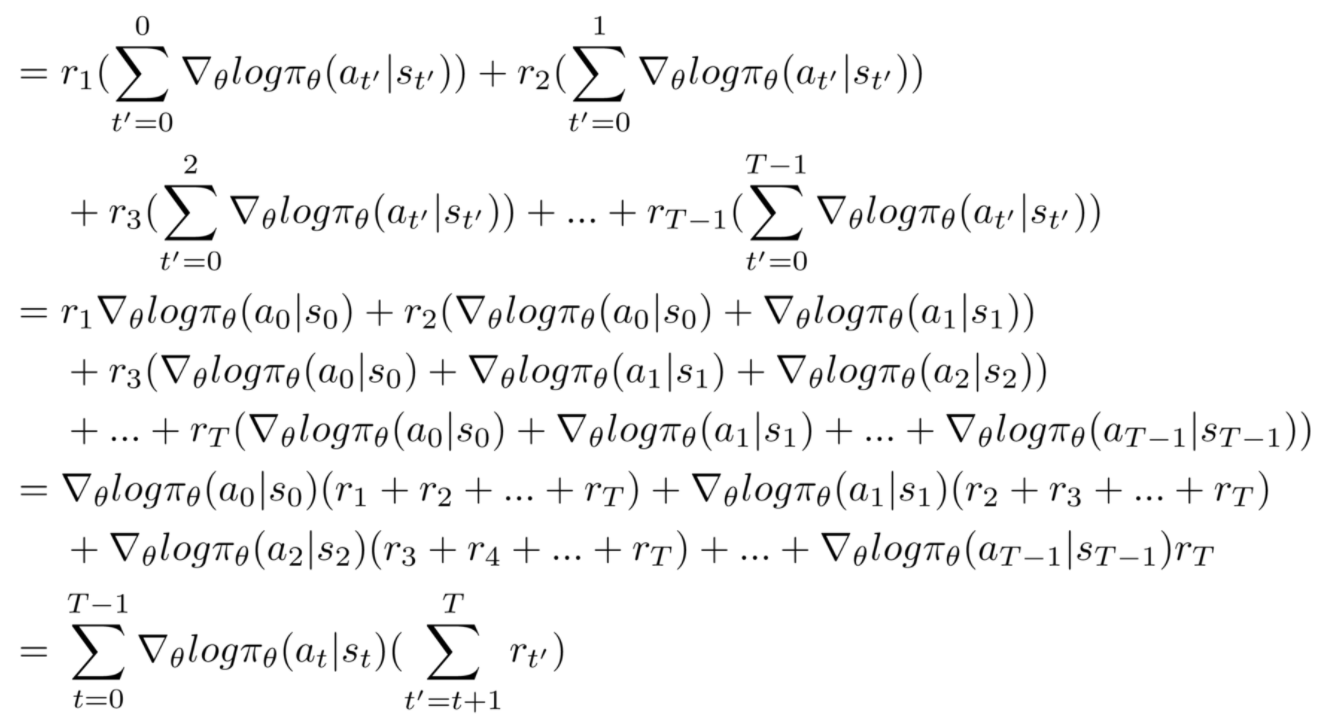 = r_1(\sum_{t'=0}^{0} \nabla_\theta log\pi_\theta(a_{t'}|s_{t'})) + r_2(\sum_{t'=0}^{1} \nabla_\theta log\pi_\theta(a_{t'}|s_{t'}))
+ r_3(\sum_{t'=0}^{2} \nabla_\theta log\pi_\theta(a_{t'}|s_{t'})) + ... + r_{T-1}(\sum_{t'=0}^{T-1} \nabla_\theta log\pi_\theta(a_{t'}|s_{t'}))
= r_1 \nabla_\theta log\pi_\theta(a_0|s_0) + r_2(\nabla_\theta log\pi_\theta(a_0|s_0) + \nabla_\theta log\pi_\theta(a_1|s_1))
+ r_3(\nabla_\theta log\pi_\theta(a_0|s_0) + \nabla_\theta log\pi_\theta(a_1|s_1) + \nabla_\theta log\pi_\theta(a_2|s_2))
+ ... + r_T(\nabla_\theta log\pi_\theta(a_0|s_0) + \nabla_\theta log\pi_\theta(a_1|s_1) + ... + \nabla_\theta log\pi_\theta(a_{T-1}|s_{T-1}))
= \nabla_\theta log\pi_\theta(a_0|s_0)(r_1 + r_2 + ... + r_T) + \nabla_\theta log\pi_\theta(a_1|s_1)(r_2 + r_3 + ... + r_T)
+ \nabla_\theta log\pi_\theta(a_2|s_2)(r_3 + r_4 + ... + r_T) + ... + \nabla_\theta log\pi_\theta(a_{T-1}|s_{T-1})r_T
= \sum_{t=0}^{T-1} \nabla_\theta log\pi_\theta(a_t|s_t)(\sum_{t'=t+1}^{T} r_{t'})